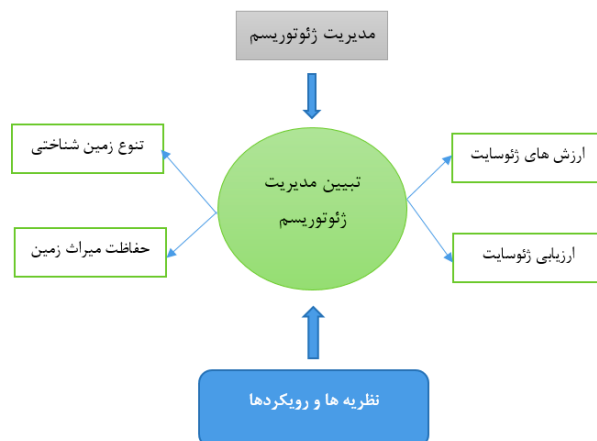 مدیریت ژئوتوریسم
ارزش های ژئوسایت
تنوع زمین شناختی
تبیین مدیریت
ژئوتوریسم
ارزیابی ژئوسایت
حفاظت میراث زمین
نظریه ها و رویکردها